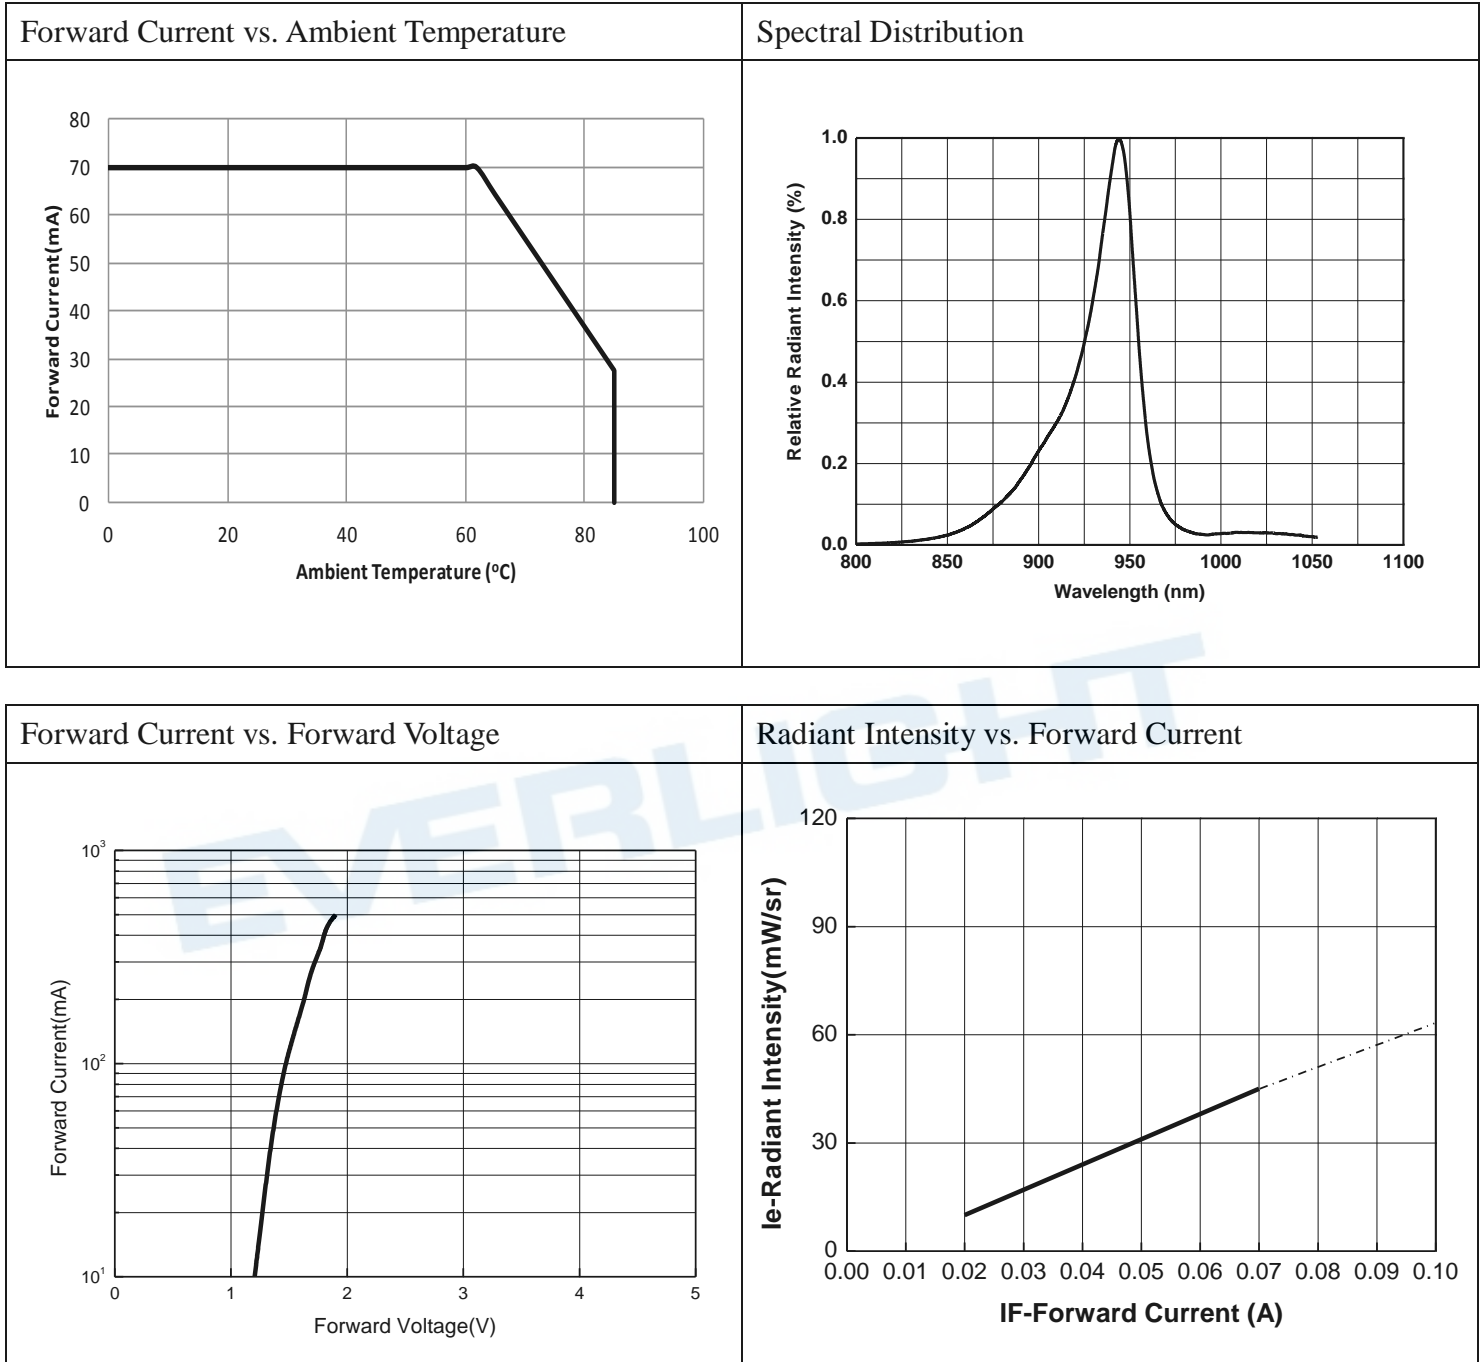 Forward Current vs. Ambient Temperature
80
70
60
50
40
30
20
10
0
Forward Current(mA)
0 20 40 60 80 100
Ambient Temperature (ºC)
Spectral Distribution
1.0
0.8
0.6
0.4
0.2
0.0
Relative Radiant Intensity (%)
800 850 900 950 1000 1050 1100
Wavelength (nm)
EVERLIGHT
Forward Current vs. Forward Voltage
10³
10²
10¹
Forward Current(mA)
0 1 2 3 4 5
Forward Voltage(V)
Radiant Intensity vs. Forward Current
120
90
60
30
0
Ie-Radiant Intensity(mW/sr)
0.00 0.01 0.02 0.03 0.04 0.05 0.06 0.07 0.08 0.09 0.10
IF-Forward Current (A)